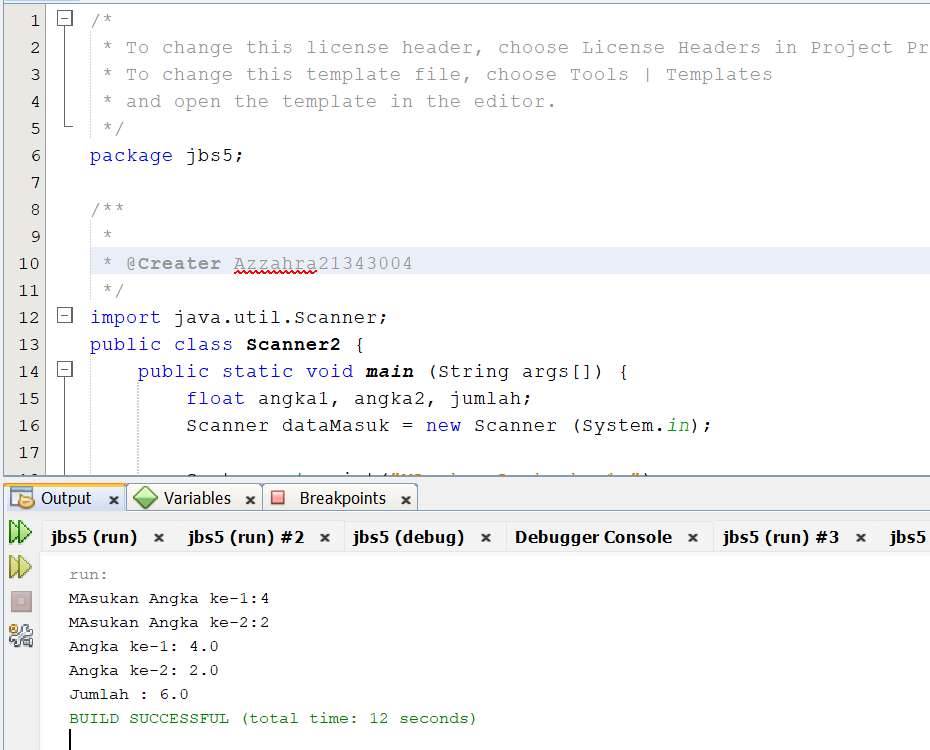 1 /*
2 * To change this license header, choose License Headers in Project Pr
3 * To change this template file, choose Tools | Templates
4 * and open the template in the editor.
5 */
6 package jbs5;
7
8 /**
9 *
10 * @Creater Azzahra21343004
11 */
12 import java.util.Scanner;
13 public class Scanner2 {
14 public static void main (String args[]) {
15 float angka1, angka2, jumlah;
16 Scanner dataMasuk = new Scanner (System.in);
17
Output x Variables x Breakpoints x
jbs5 (run) x jbs5 (run) #2 x jbs5 (debug) x Debugger Console x jbs5 (run) #3 x jbs5
run:
MAsukan Angka ke-1:4
MAsukan Angka ke-2:2
Angka ke-1: 4.0
Angka ke-2: 2.0
Jumlah : 6.0
BUILD SUCCESSFUL (total time: 12 seconds)